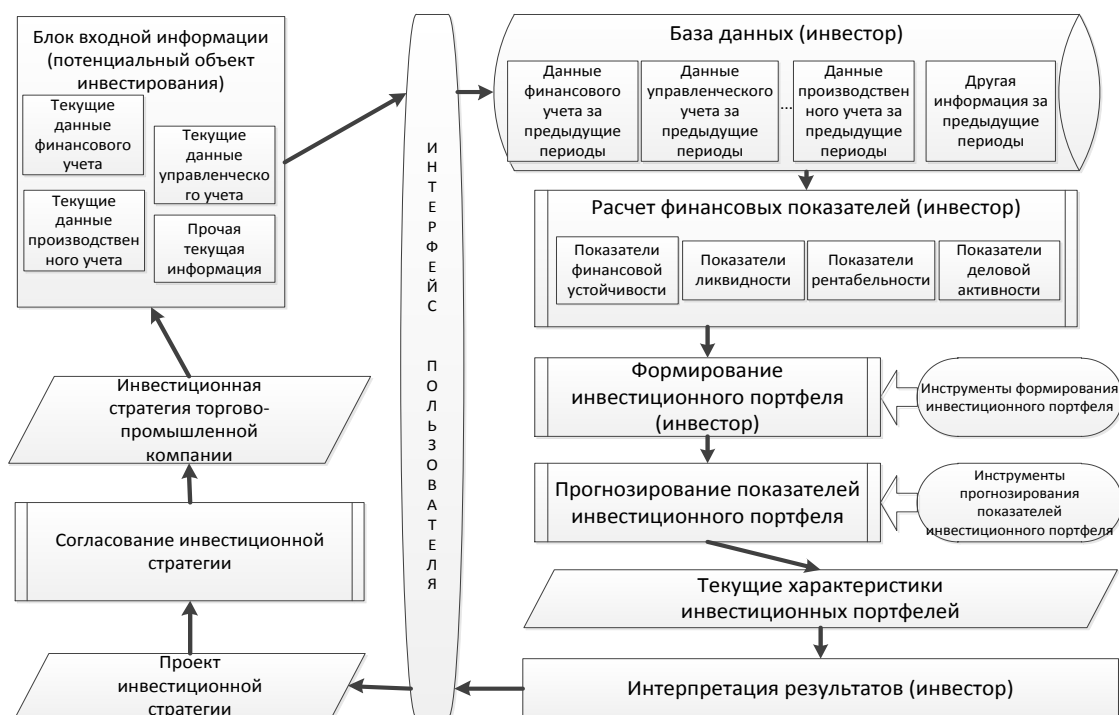 Блок входной информации
(потенциальный объект
инвестирования)
Текущие
данные
финансового
учета
Текущие
данные
управленческо
го учета
Текущие
данные
производствен
ного учета
Прочая
текущая
информация
Инвестиционная
стратегия торгово-
промышленной
компании
Согласование инвестиционной
стратегии
Проект
инвестиционной
стратегии
ИНТЕРФЕЙС
ПОЛЬЗОВАТЕЛЯ
База данных (инвестор)
Данные
финансового
учета за
предыдущие
периоды
Данные
управленческого
учета за
предыдущие
периоды
...
Данные
производствен
ного учета за
предыдущие
периоды
Другая
информация за
предыдущие
периоды
Расчет финансовых показателей (инвестор)
Показатели
финансовой
устойчивости
Показатели
ликвидности
Показатели
рентабельности
Показатели
деловой
активности
Формирование
инвестиционного портфеля
(инвестор)
Инструменты формирования
инвестиционного портфеля
Прогнозирование показателей
инвестиционного портфеля
Инструменты
прогнозирования
показателей
инвестиционного портфеля
Текущие характеристики
инвестиционных портфелей
Интерпретация результатов (инвестор)